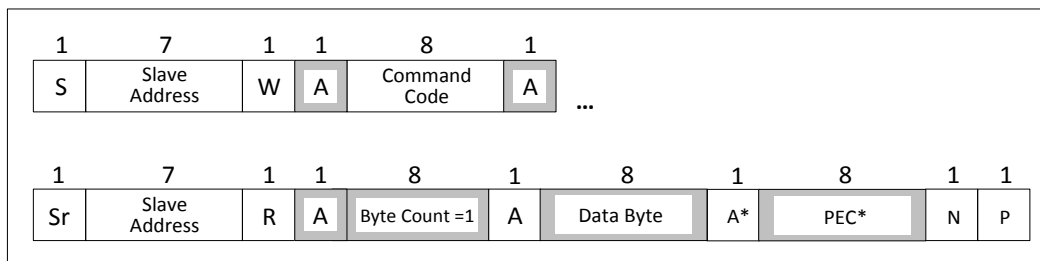 1 7 1 1 8 1
S Slave Address W A Command Code A ...
1 7 1 1 8 1 8 1 8 1 1
Sr Slave Address R A Byte Count =1 A Data Byte A* PEC* N P